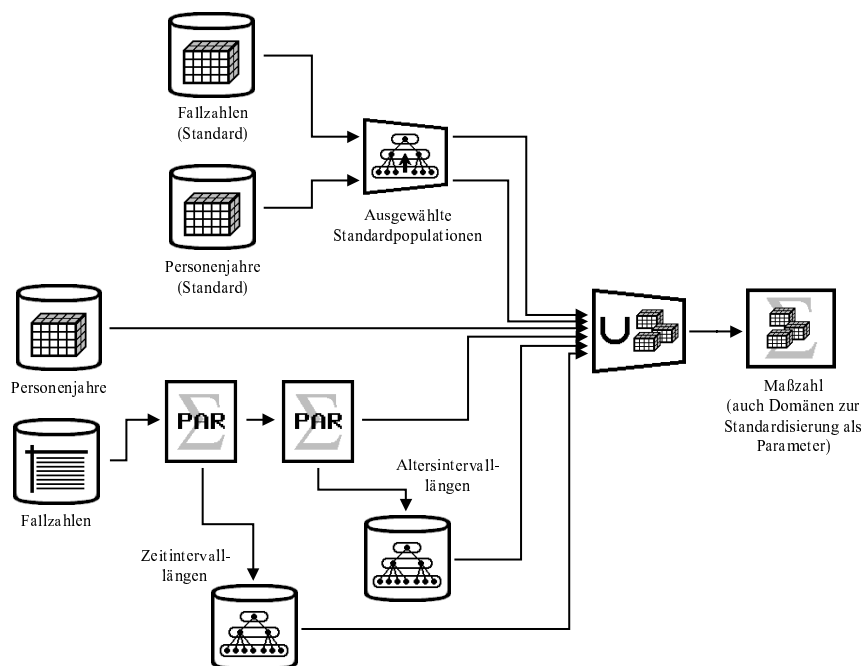 Fallzahlen
(Standard)
Personenjahre
(Standard)
Ausgewählte
Standardpopulationen
Personenjahre
Fallzahlen
PAR
PAR
Altersintervall-
längen
Zeitintervall-
längen
U
Σ
Maßzahl
(auch Domänen zur
Standardisierung als
Parameter)